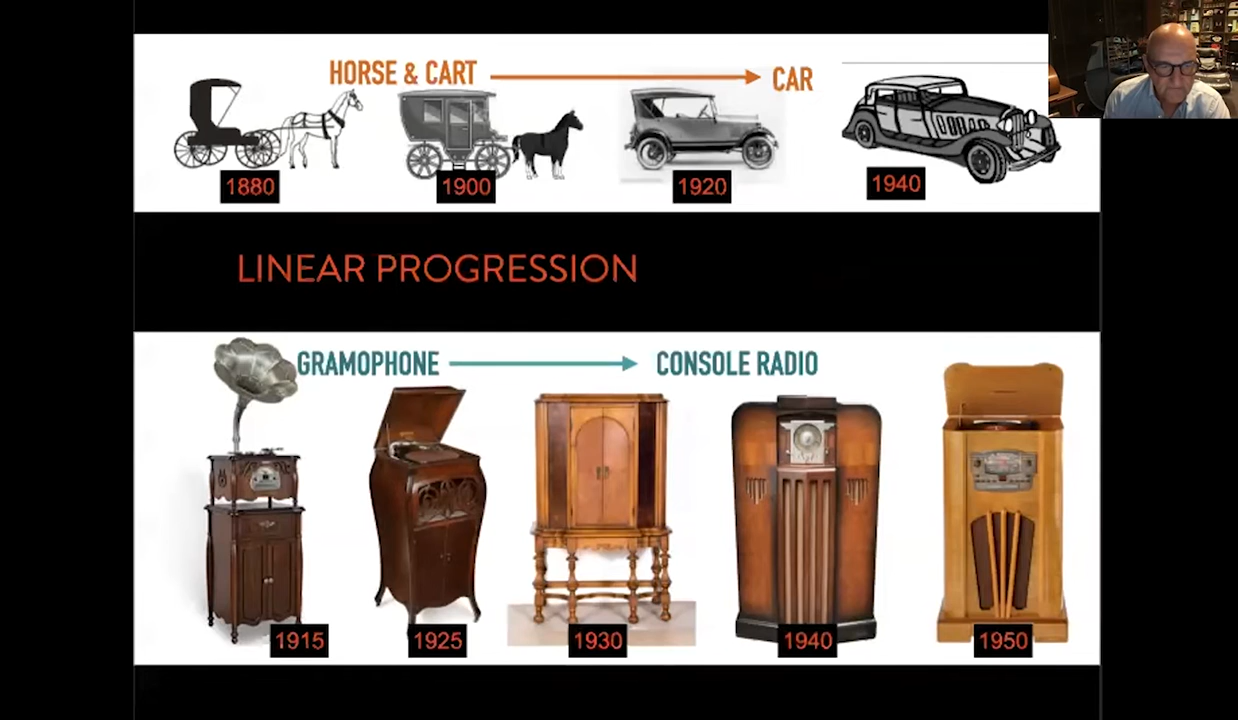 HORSE & CART
CAR
1880
1900
1920
1940
LINEAR PROGRESSION
GRAMOPHONE
CONSOLE RADIO
1915
1925
1930
1940
1950